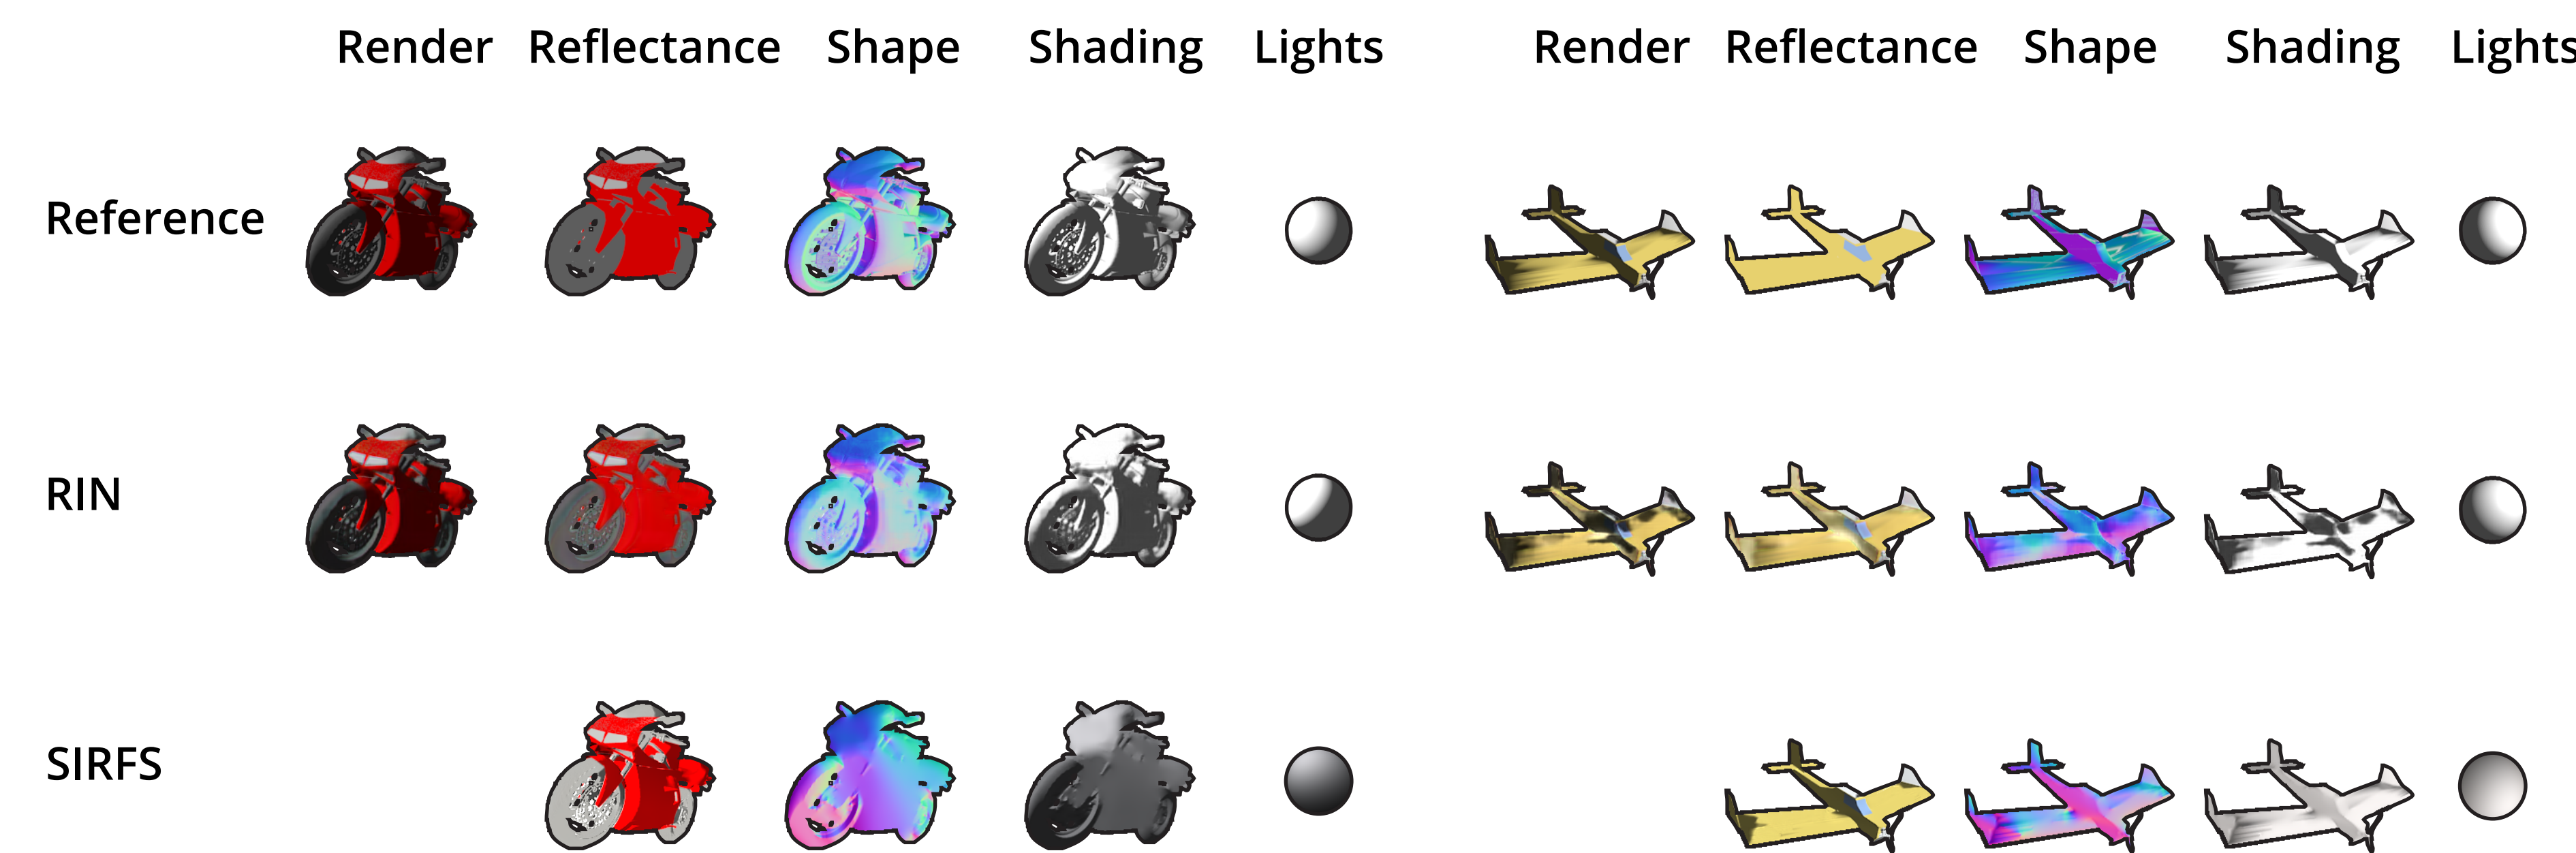 Render Reflectance Shape Shading Lights Render Reflectance Shape Shading Lights
Reference
RIN
SIRFS